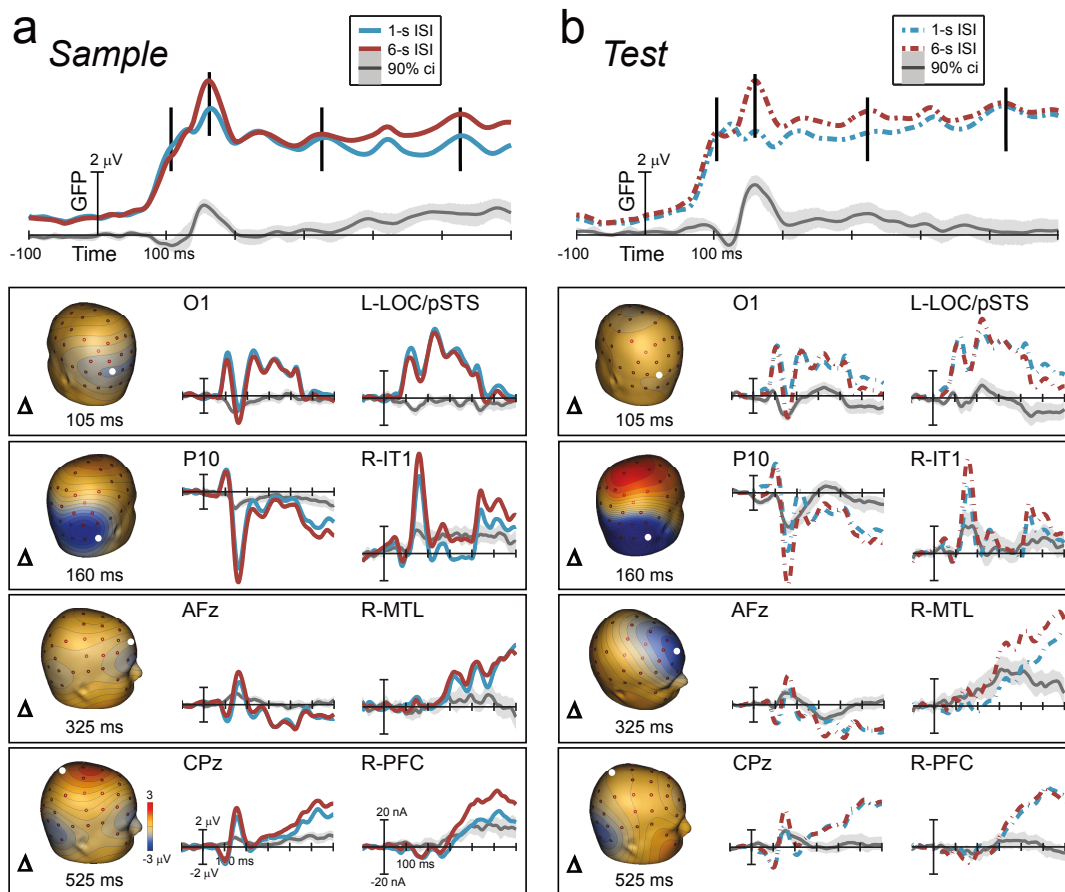 a
Sample
1-s ISI
6-s ISI
90% ci
2 µV
GFP
-100
Time
100 ms
O1
L-LOC/pSTS
Δ
105 ms
P10
R-IT1
Δ
160 ms
AFz
R-MTL
Δ
325 ms
CPz
R-PFC
3
-3 µV
2 µV
100 ms
-2 µV
20 nA
100 ms
-20 nA
Δ
525 ms
b
Test
1-s ISI
6-s ISI
90% ci
2 µV
GFP
-100
Time
100 ms
O1
L-LOC/pSTS
Δ
105 ms
P10
R-IT1
Δ
160 ms
AFz
R-MTL
Δ
325 ms
CPz
R-PFC
Δ
525 ms